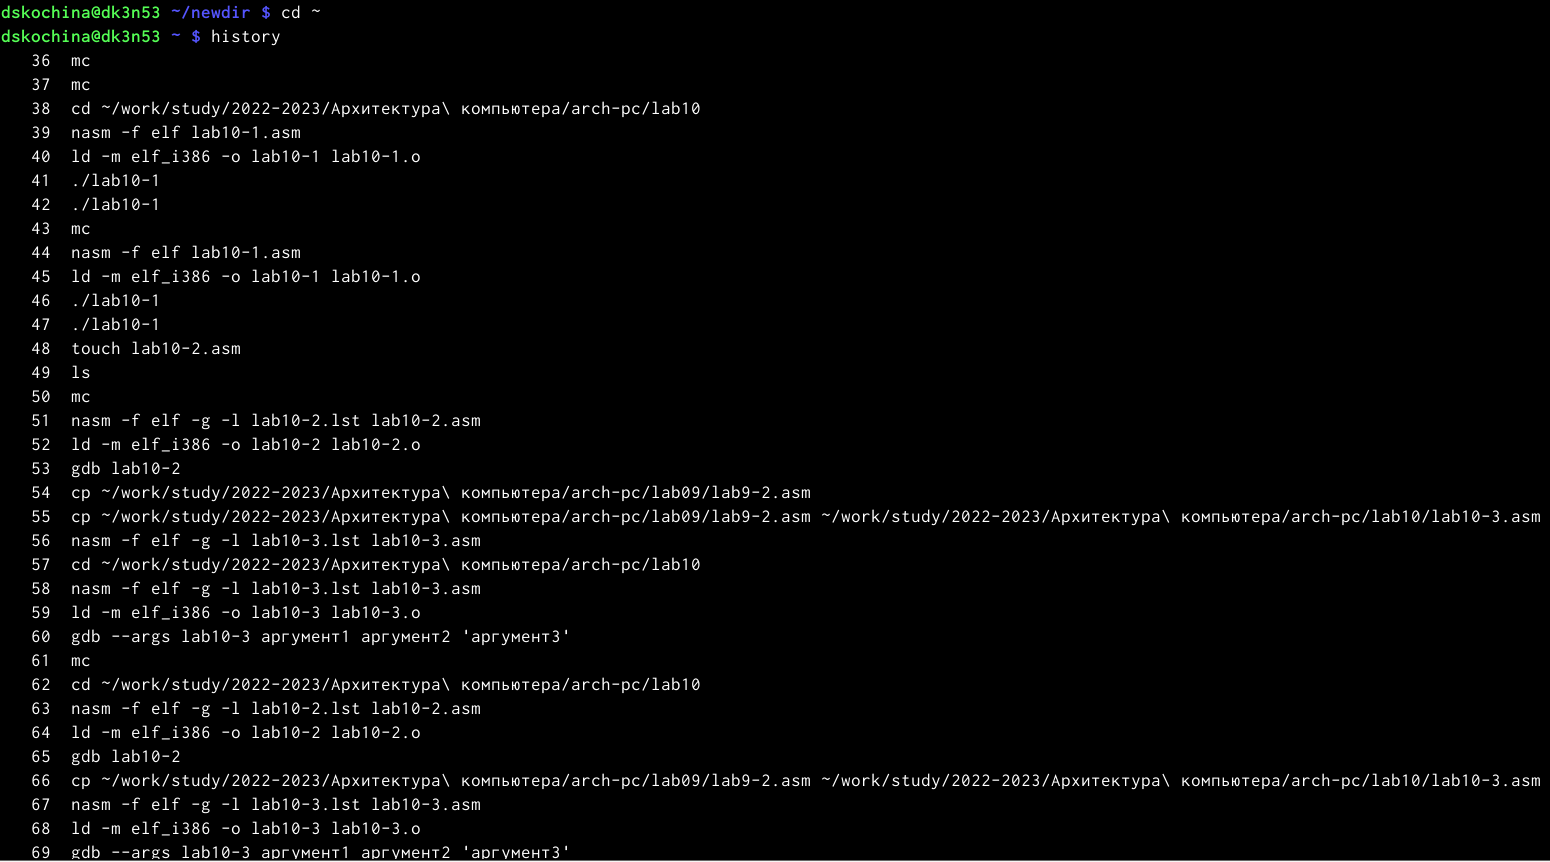 dskochina@dk3n53 ~/newdir $ cd ~
dskochina@dk3n53 ~ $ history
36 mc
37 mc
38 cd ~/work/study/2022-2023/Архитектура\ компьютера/arch-pc/lab10
39 nasm -f elf lab10-1.asm
40 ld -m elf_i386 -o lab10-1 lab10-1.o
41 ./lab10-1
42 ./lab10-1
43 mc
44 nasm -f elf lab10-1.asm
45 ld -m elf_i386 -o lab10-1 lab10-1.o
46 ./lab10-1
47 ./lab10-1
48 touch lab10-2.asm
49 ls
50 mc
51 nasm -f elf -g -l lab10-2.lst lab10-2.asm
52 ld -m elf_i386 -o lab10-2 lab10-2.o
53 gdb lab10-2
54 cp ~/work/study/2022-2023/Архитектура\ компьютера/arch-pc/lab09/lab9-2.asm
55 cp ~/work/study/2022-2023/Архитектура\ компьютера/arch-pc/lab09/lab9-2.asm ~/work/study/2022-2023/Архитектура\ компьютера/arch-pc/lab10/lab10-3.asm
56 nasm -f elf -g -l lab10-3.lst lab10-3.asm
57 cd ~/work/study/2022-2023/Архитектура\ компьютера/arch-pc/lab10
58 nasm -f elf -g -l lab10-3.lst lab10-3.asm
59 ld -m elf_i386 -o lab10-3 lab10-3.o
60 gdb --args lab10-3 аргумент1 аргумент2 'аргумент3'
61 mc
62 cd ~/work/study/2022-2023/Архитектура\ компьютера/arch-pc/lab10
63 nasm -f elf -g -l lab10-2.lst lab10-2.asm
64 ld -m elf_i386 -o lab10-2 lab10-2.o
65 gdb lab10-2
66 cp ~/work/study/2022-2023/Архитектура\ компьютера/arch-pc/lab09/lab9-2.asm ~/work/study/2022-2023/Архитектура\ компьютера/arch-pc/lab10/lab10-3.asm
67 nasm -f elf -g -l lab10-3.lst lab10-3.asm
68 ld -m elf_i386 -o lab10-3 lab10-3.o
69 gdb --args lab10-3 аргумент1 аргумент2 'аргумент3'